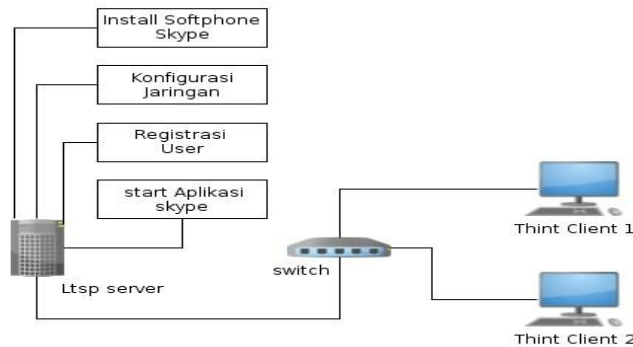 Install Softphone
Skype
Konfigurasi
Jaringan
Registrasi
User
start Aplikasi
skype
Ltsp server
switch
Thint Client 1
Thint Client 2